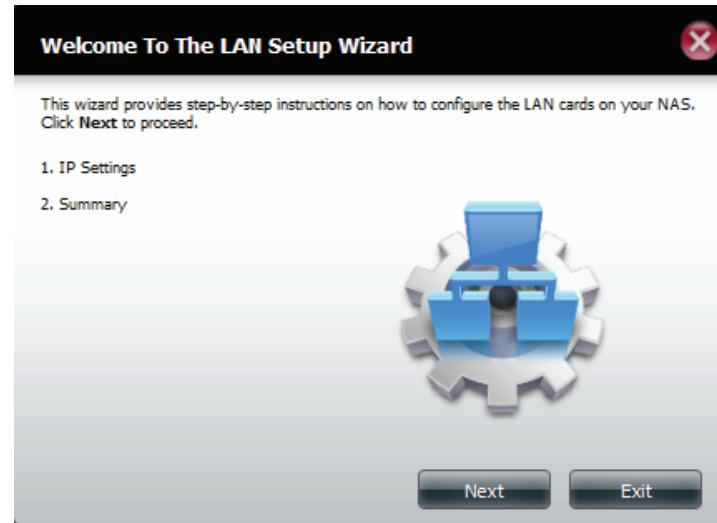 Welcome To The LAN Setup Wizard
This wizard provides step-by-step instructions on how to configure the LAN cards on your NAS.
Click Next to proceed.
1. IP Settings
2. Summary
Next Exit